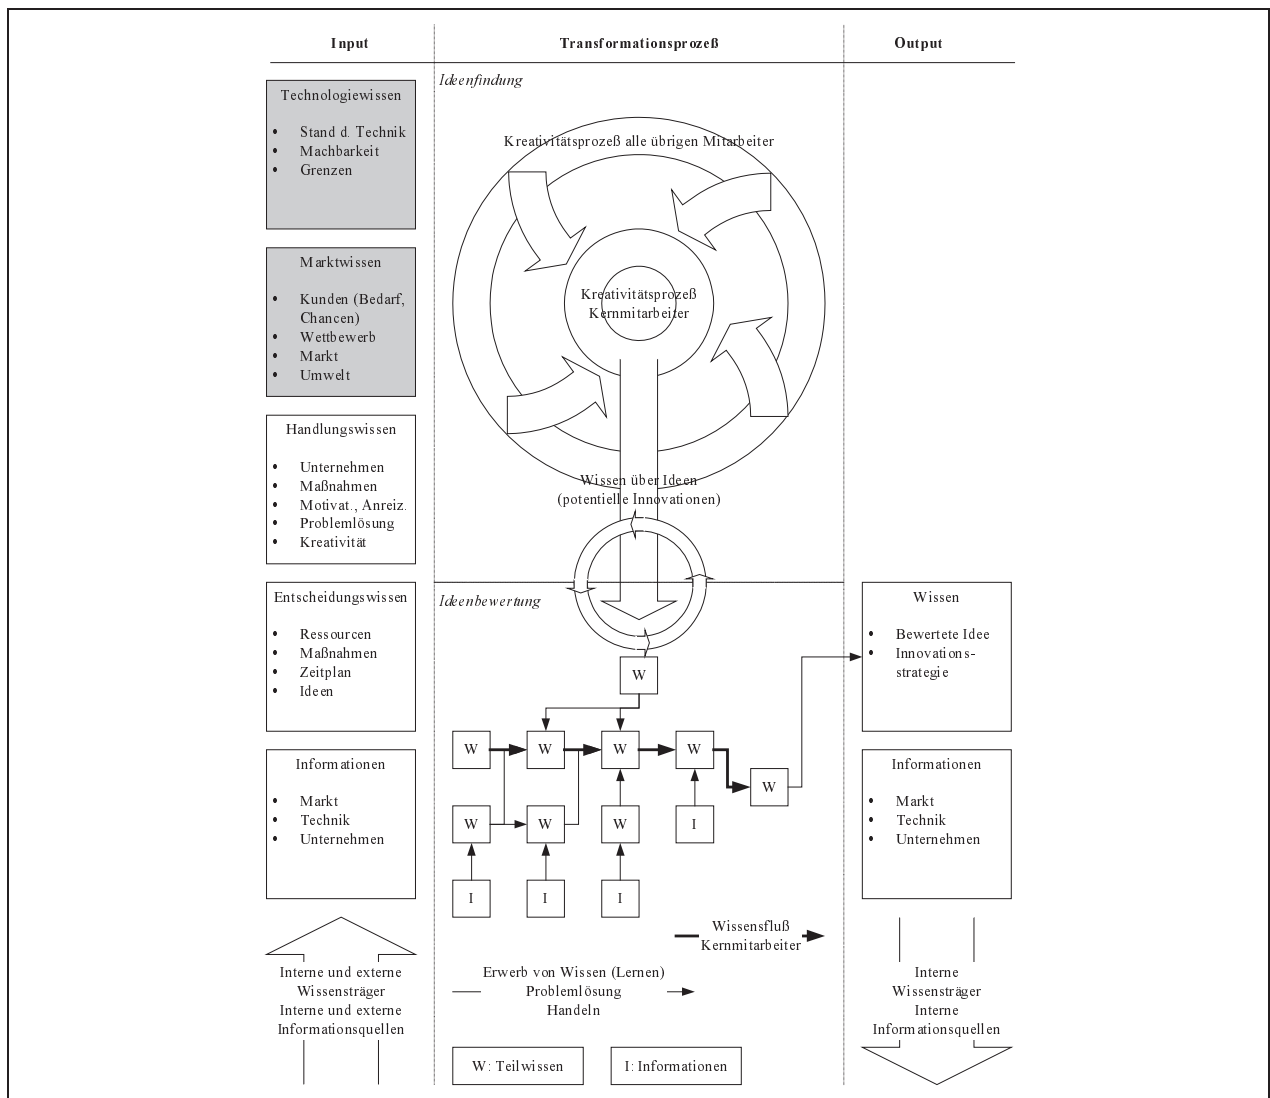 Input
Transformationsprozeß
Output
Technologiewissen
• Stand d. Technik
• Machbarkeit
• Grenzen
Marktwissen
• Kunden (Bedarf,
Chancen)
• Wettbewerb
• Markt
• Umwelt
Handlungswissen
• Unternehmen
• Maßnahmen
• Motivat., Anreiz.
• Problemlösung
• Kreativität
Entscheidungswissen
• Ressourcen
• Maßnahmen
• Zeitplan
• Ideen
Informationen
• Markt
• Technik
• Unternehmen
Interne und externe
Wissensträger
Interne und externe
Informationsquellen
Ideenfindung
Kreativitätsprozeß alle übrigen Mitarbeiter
Kreativitätsprozeß
Kernmitarbeiter
Wissen über Ideen
(potentielle Innovationen)
Ideenbewertung
W
W
W
W
W
W
W
W
W
I
I
I
I
Wissensfluß
Kernmitarbeiter
Erwerb von Wissen (Lernen)
Problemlösung
Handeln
W: Teilwissen
I: Informationen
Wissen
• Bewertete Idee
• Innovations-
strategie
Informationen
• Markt
• Technik
• Unternehmen
Interne
Wissensträger
Interne
Informationsquellen